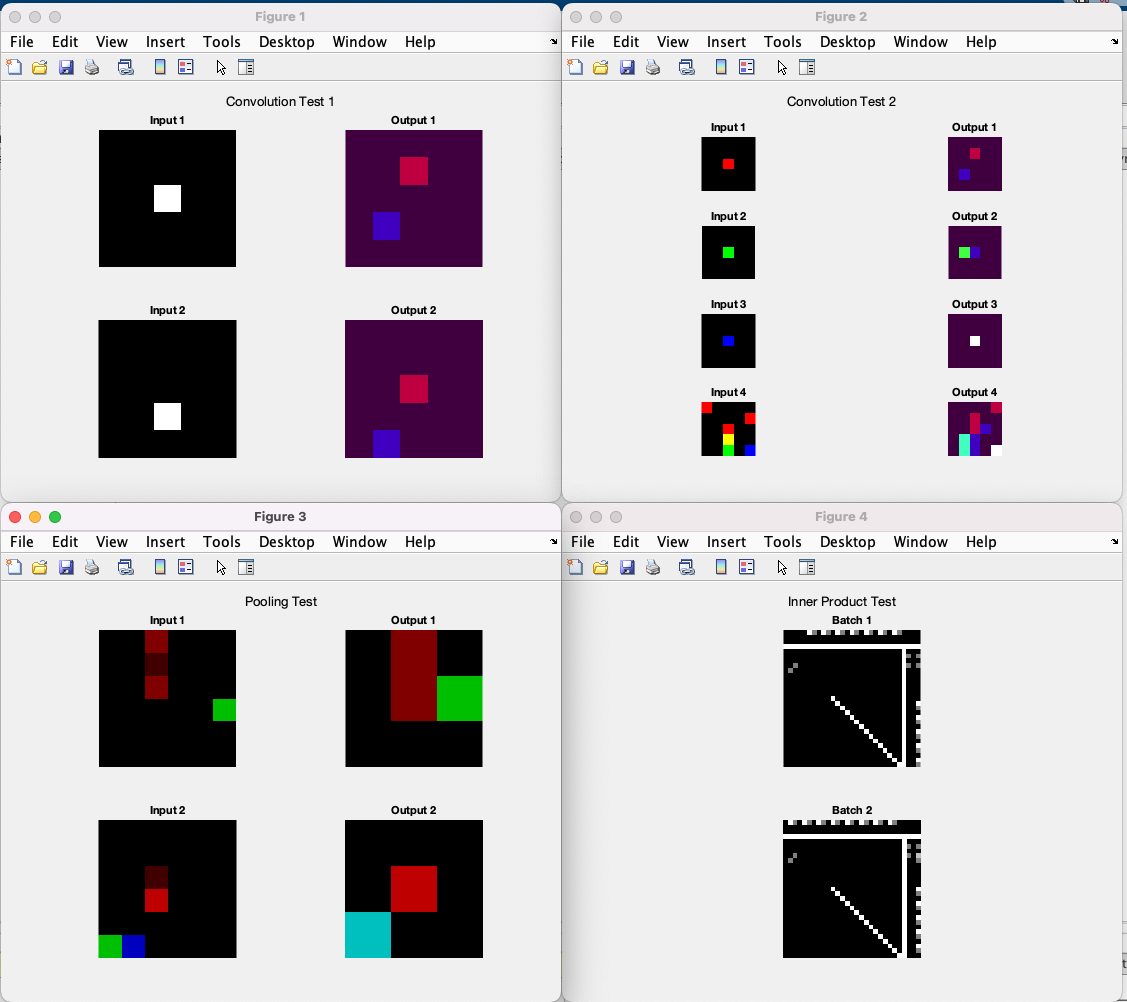 Figure 1
File Edit View Insert Tools Desktop Window Help
Convolution Test 1
Input 1 Output 1
Input 2 Output 2
Figure 2
File Edit View Insert Tools Desktop Window Help
Convolution Test 2
Input 1 Output 1
Input 2 Output 2
Input 3 Output 3
Input 4 Output 4
Figure 3
File Edit View Insert Tools Desktop Window Help
Pooling Test
Input 1 Output 1
Input 2 Output 2
Figure 4
File Edit View Insert Tools Desktop Window Help
Inner Product Test
Batch 1
Batch 2